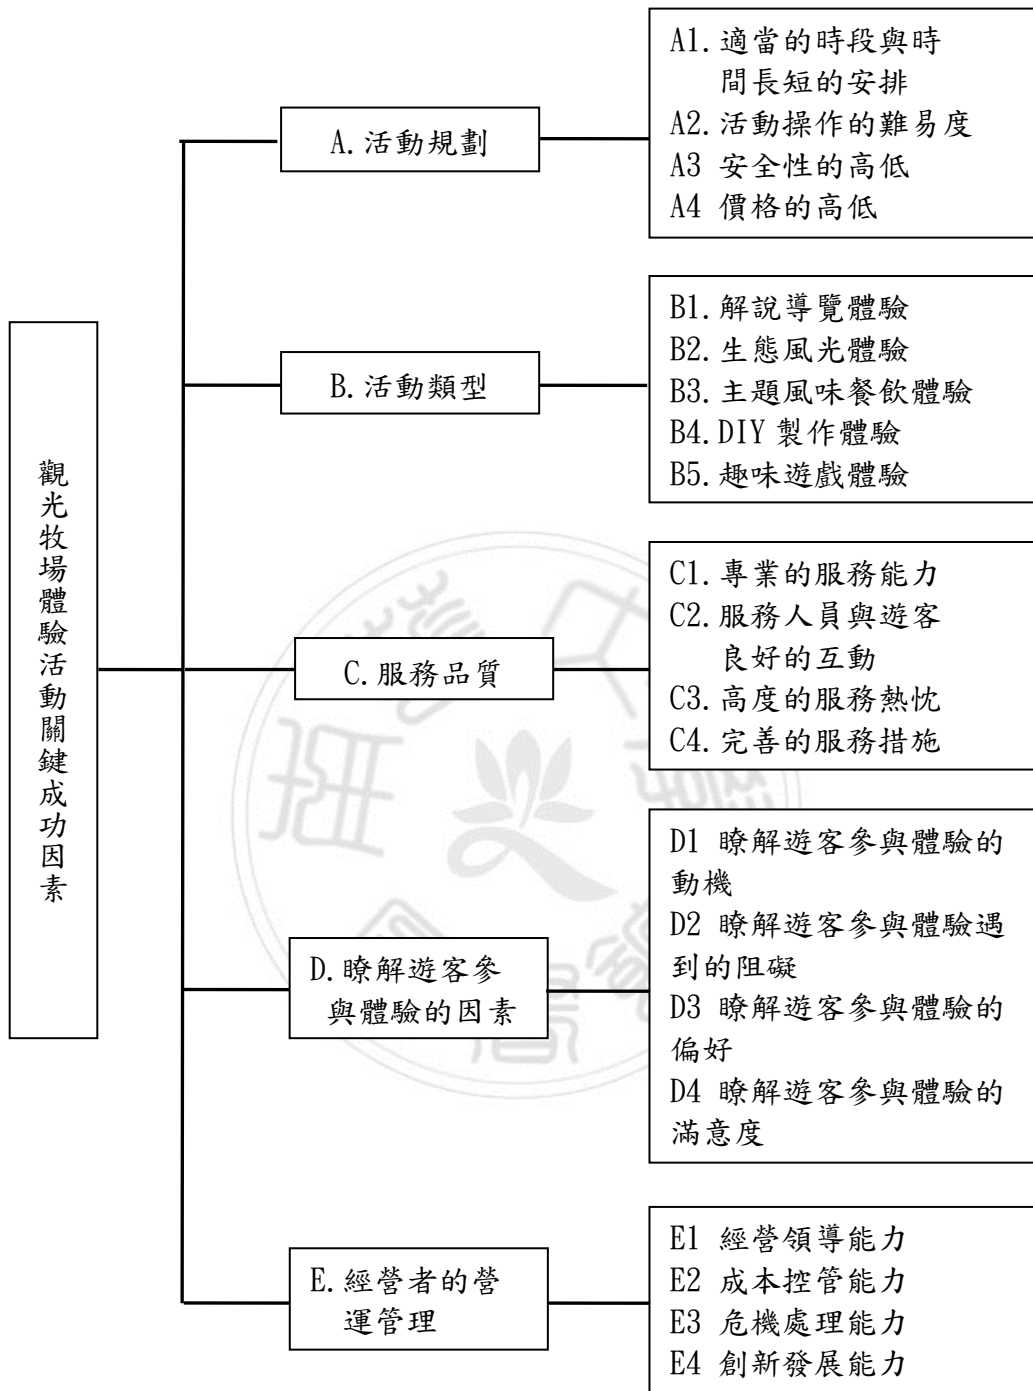 觀光牧場體驗活動關鍵成功因素
A.活動規劃
A1.適當的時段與時
間長短的安排
A2.活動操作的難易度
A3 安全性的高低
A4 價格的高低
B.活動類型
B1.解說導覽體驗
B2.生態風光體驗
B3.主題風味餐飲體驗
B4.DIY 製作體驗
B5.趣味遊戲體驗
C.服務品質
C1.專業的服務能力
C2.服務人員與遊客
良好的互動
C3.高度的服務熱忱
C4.完善的服務措施
D.瞭解遊客參
與體驗的因素
D1 瞭解遊客參與體驗的
動機
D2 瞭解遊客參與體驗遇
到的阻礙
D3 瞭解遊客參與體驗的
偏好
D4 瞭解遊客參與體驗的
滿意度
E.經營者的營
運管理
E1 經營領導能力
E2 成本控管能力
E3 危機處理能力
E4 創新發展能力